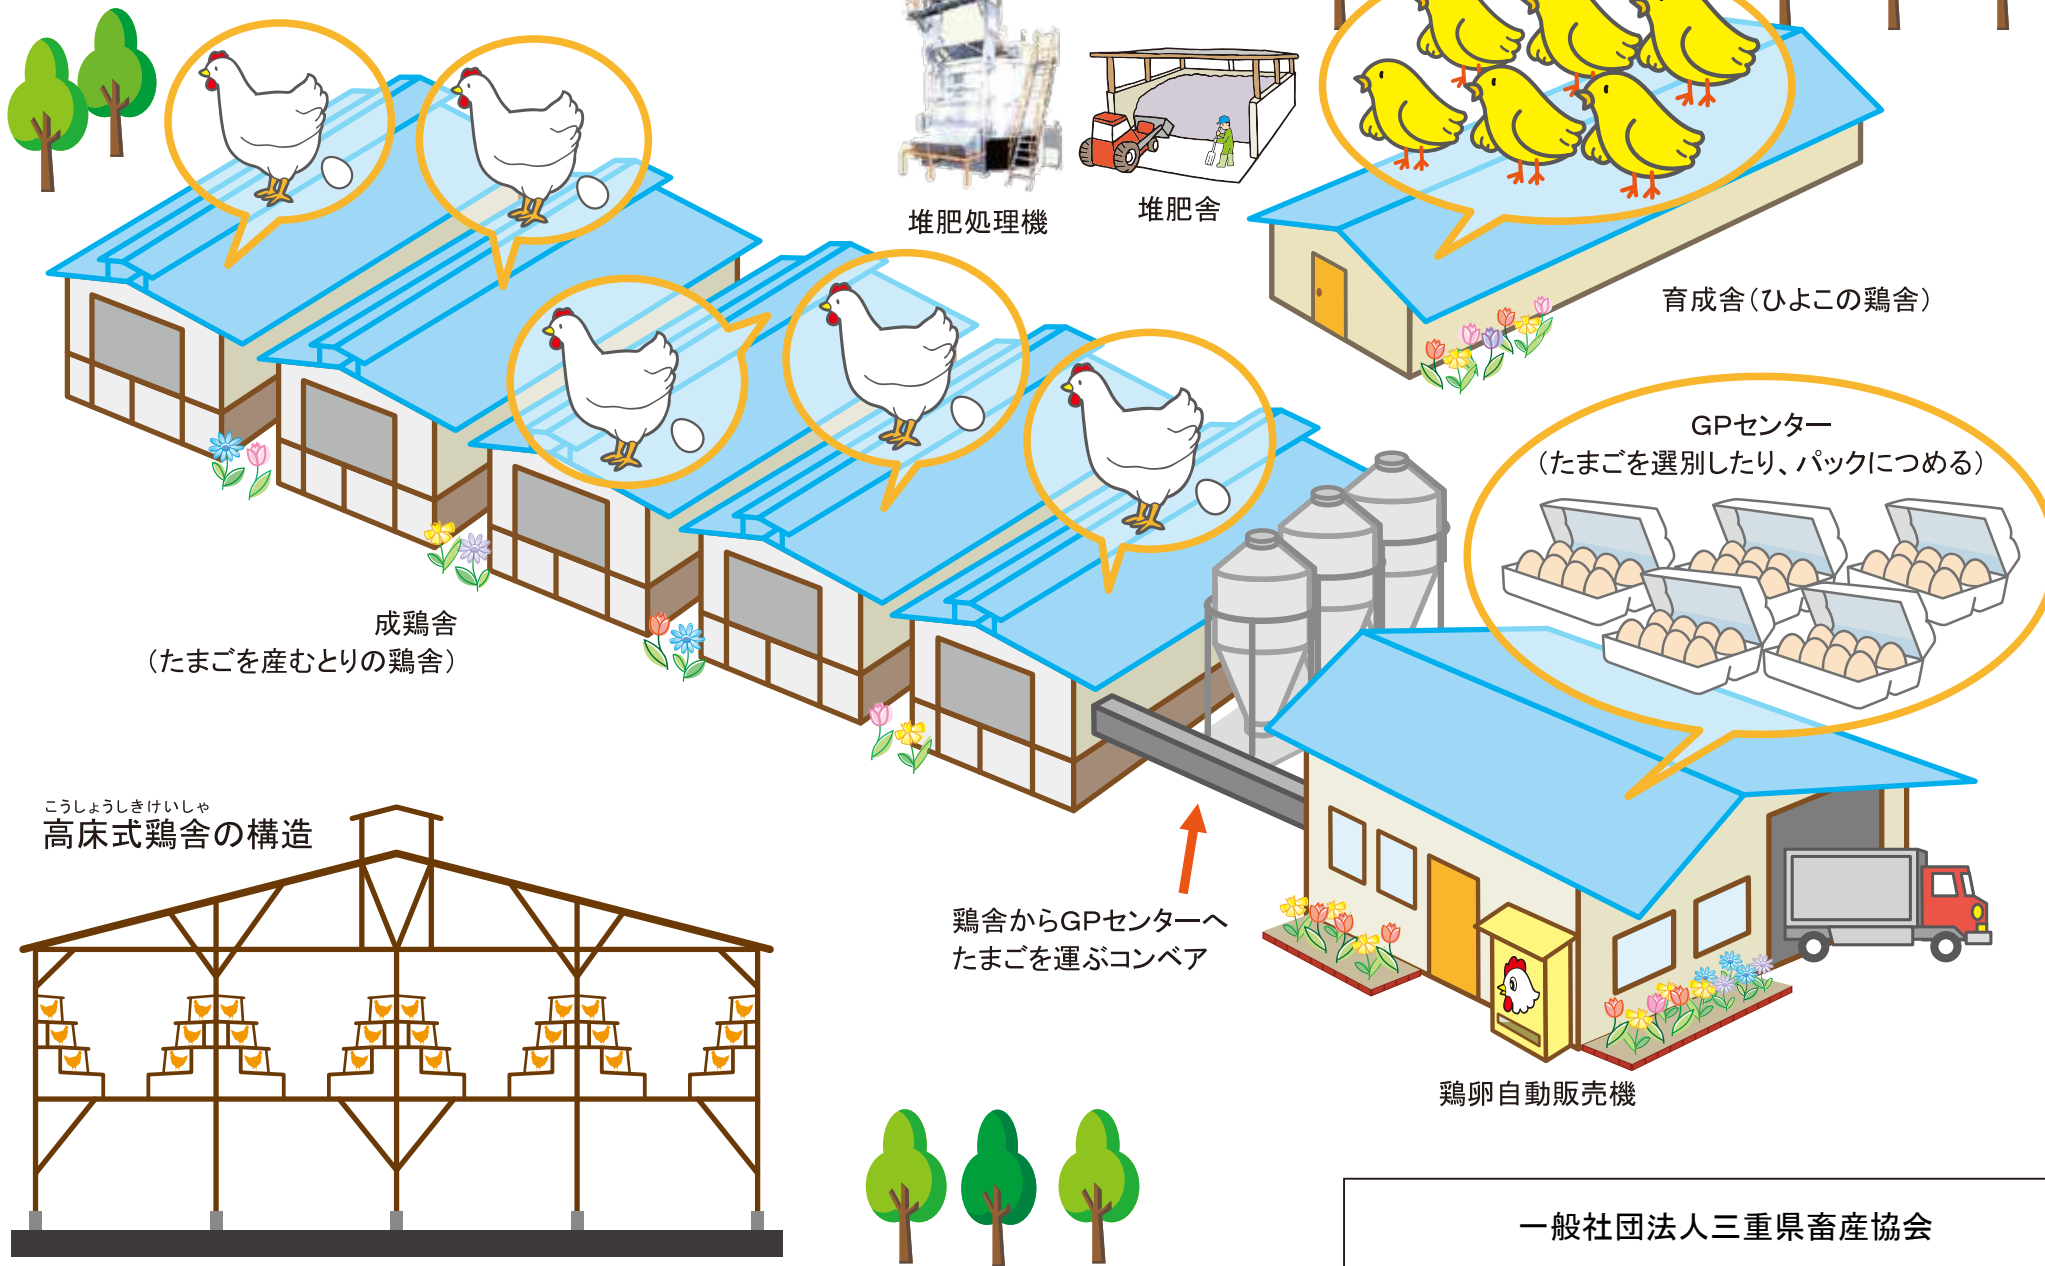 堆肥処理機
堆肥舎
育成舎(ひよこの鶏舎)
GPセンター
(たまごを選別したり、パックにつめる)
成鶏舎
(たまごを産むとりの鶏舎)
こうしょうしきけいしゃ
高床式鶏舎の構造
鶏舎からGPセンターへ
たまごを運ぶコンベア
鶏卵自動販売機
一般社団法人三重県畜産協会